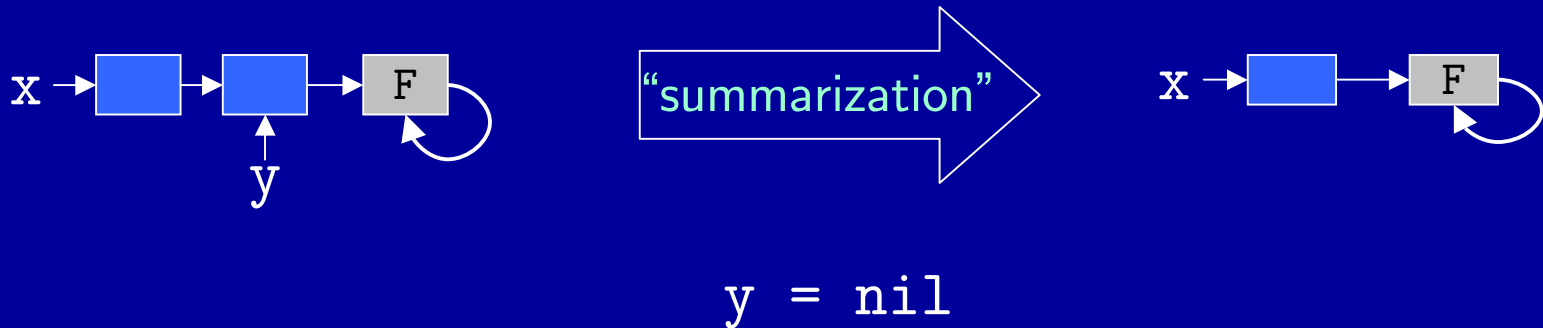 x
F
“summarization”
x
F
y
y = nil